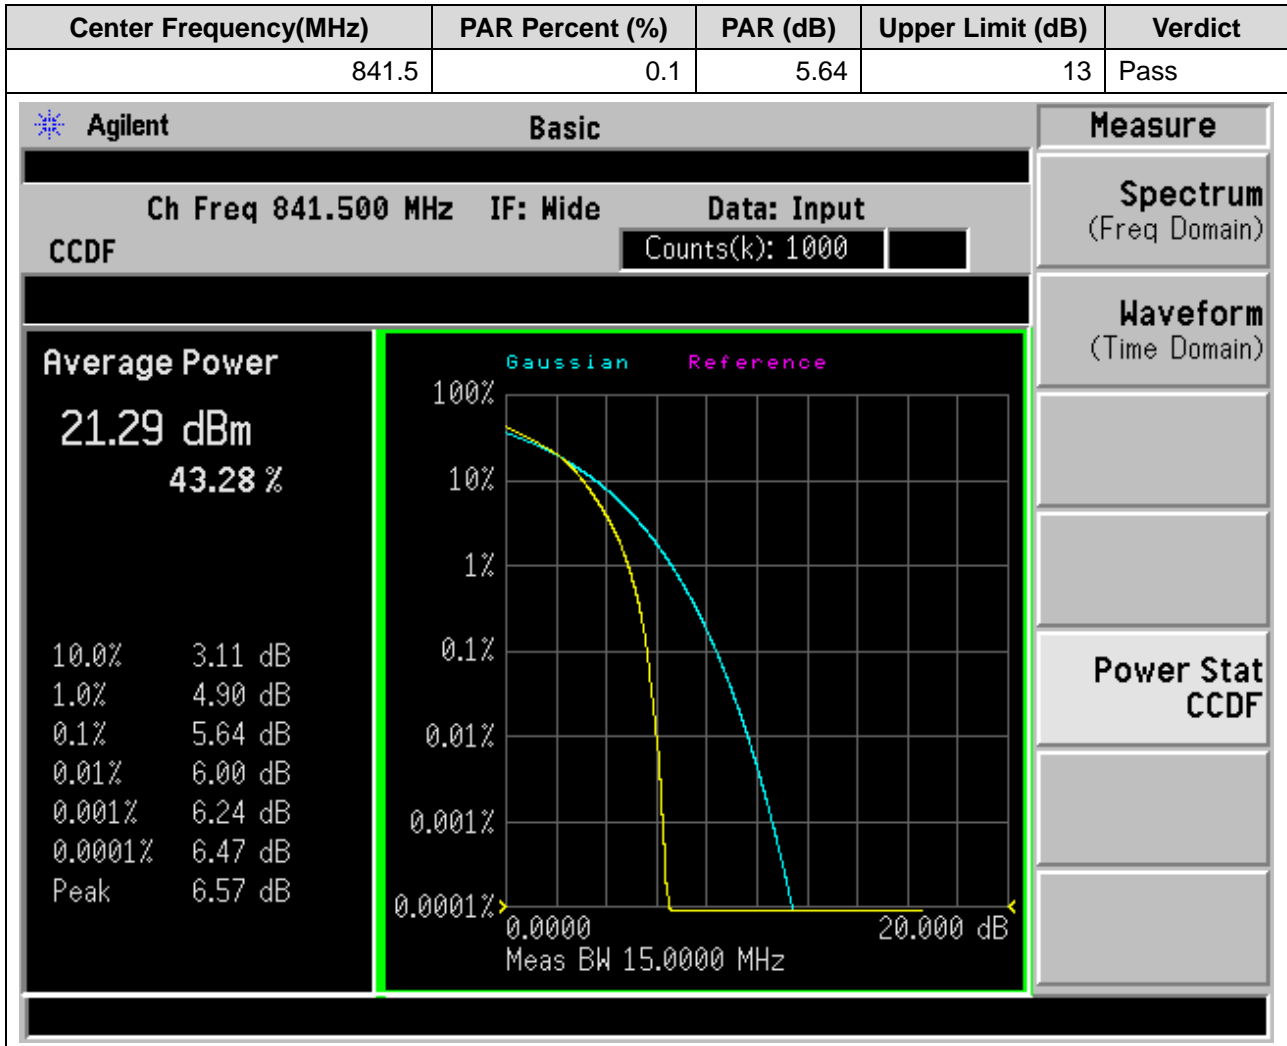 Center Frequency(MHz) PAR Percent (%) PAR (dB) Upper Limit (dB) Verdict
841.5 0.1 5.64 13 Pass
Agilent Basic Measure
Ch Freq 841.500 MHz IF: Wide Data: Input
CCDF Counts(k): 1000
Spectrum
(Freq Domain)
Waveform
(Time Domain)
Power Stat
CCDF
Average Power
21.29 dBm
43.28 %
10.0% 3.11 dB
1.0% 4.90 dB
0.1% 5.64 dB
0.01% 6.00 dB
0.001% 6.24 dB
0.0001% 6.47 dB
Peak 6.57 dB
Gaussian Reference
100%
10%
1%
0.1%
0.01%
0.001%
0.0001%
0.0000 20.000 dB
Meas BW 15.0000 MHz